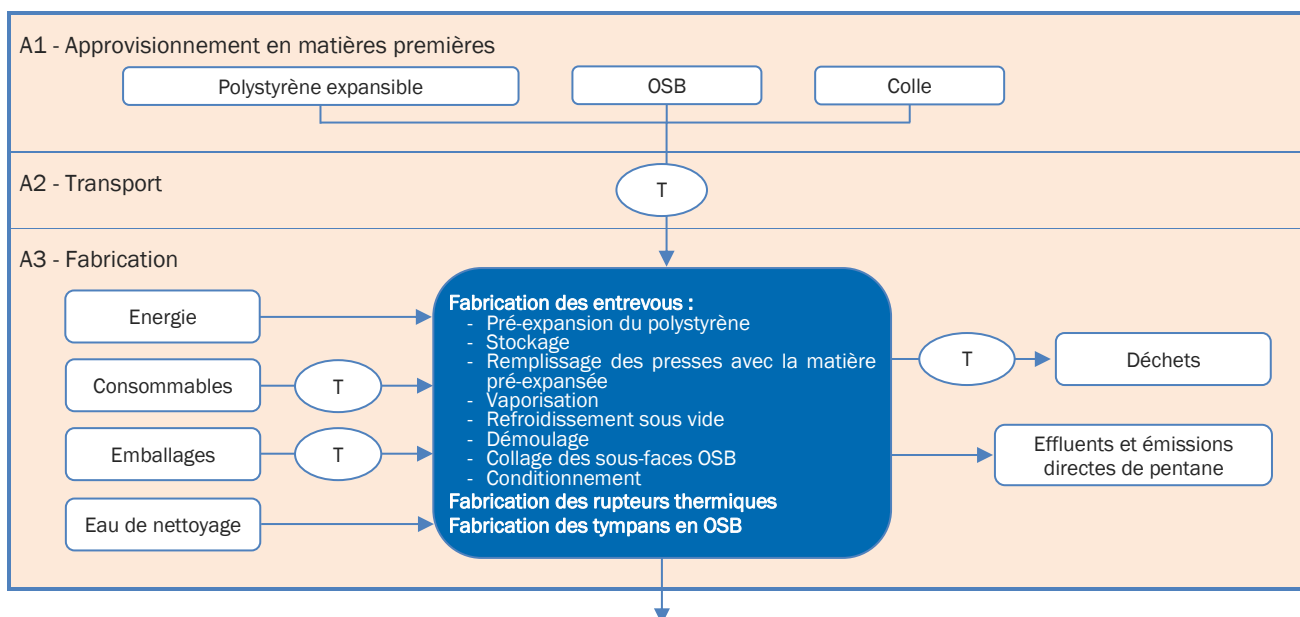 A1 - Approvisionnement en matières premières
Polystyrène expansible
OSB
Colle
A2 - Transport
T
A3 - Fabrication
Energie
Consommables
T
Emballages
T
Eau de nettoyage
Fabrication des entrevous :
- Pré-expansion du polystyrène
- Stockage
- Remplissage des presses avec la matière
pré-expansée
- Vaporisation
- Refroidissement sous vide
- Démoulage
- Collage des sous-faces OSB
- Conditionnement
Fabrication des rupteurs thermiques
Fabrication des tympans en OSB
T
Déchets
Effluents et émissions
directes de pentane